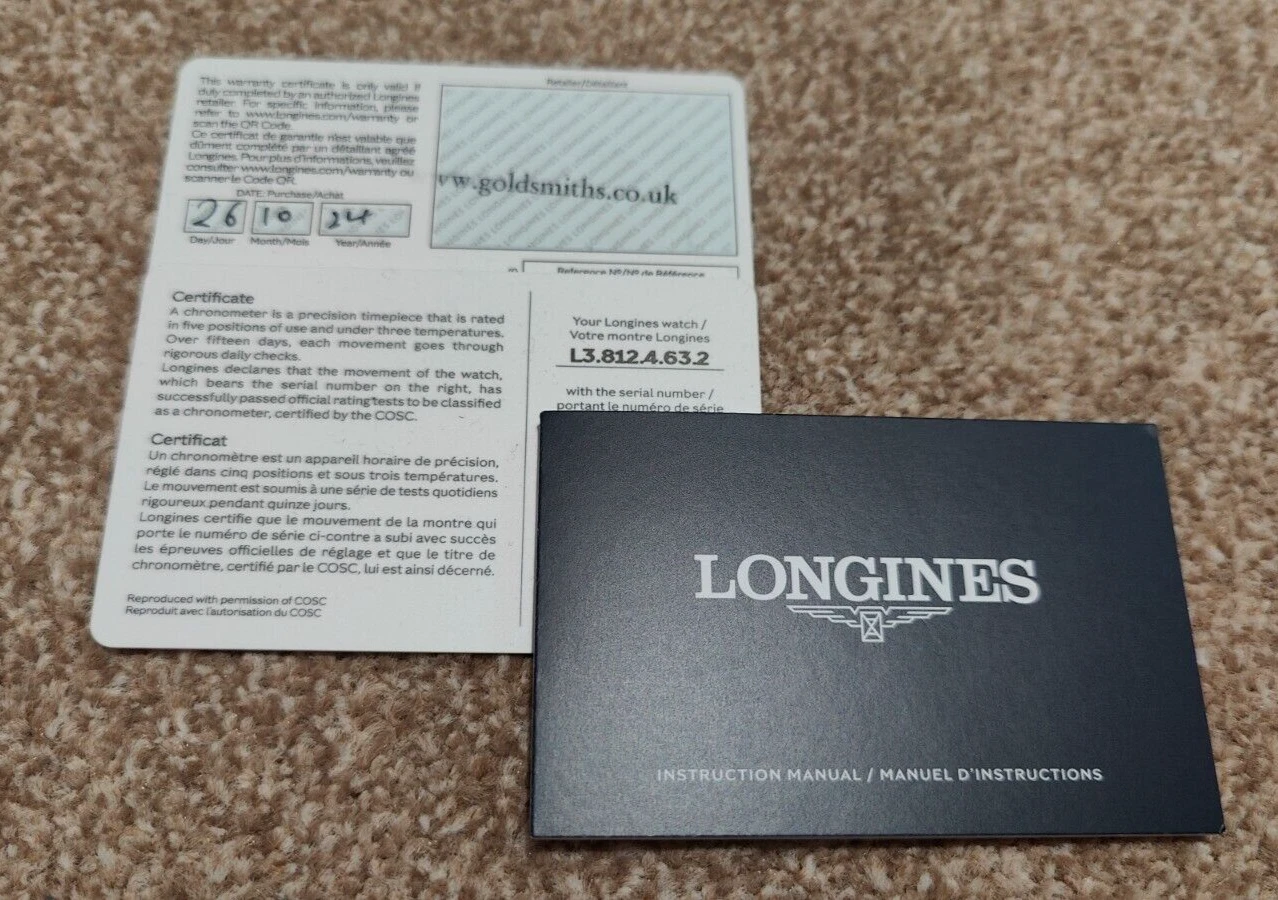 This warranty certificate is only valid if
duly completed by an authorized Longines
retailer. For specific information, please
refer to www.longines.com/warranty or
scan the QR Code.
Ce certificat de garantie n'est valable que
dûment complété par un détaillant agréé
Longines. Pour plus d'informations, veuillez
consulter www.longines.com/warranty ou
scanner le Code QR.
DATE: Purchase/Achat
26 10 24
Day/Jour Month/Mois Year/Année
Retailer/Détaillant
vw.goldsmiths.co.uk
Reference Nº/Nº de Référence
Certificate
A chronometer is a precision timepiece that is rated
in five positions of use and under three temperatures.
Over fifteen days, each movement goes through
rigorous daily checks.
Longines declares that the movement of the watch,
which bears the serial number on the right, has
successfully passed official rating tests to be classified
as a chronometer, certified by the COSC.
Certificat
Un chronomètre est un appareil horaire de précision,
réglé dans cinq positions et sous trois températures.
Le mouvement est soumis à une série de tests quotidiens
rigoureux pendant quinze jours.
Longines certifie que le mouvement de la montre qui
porte le numéro de série ci-contre a subi avec succès
les épreuves officielles de réglage et que le titre de
chronomètre, certifié par le COSC, lui est ainsi décerné.
Reproduced with permission of COSC
Reproduit avec l'autorisation du COSC
Your Longines watch /
Votre montre Longines
L3.812.4.63.2
with the serial number /
portant le numéro de série
LONGINES
INSTRUCTION MANUAL / MANUEL D'INSTRUCTIONS